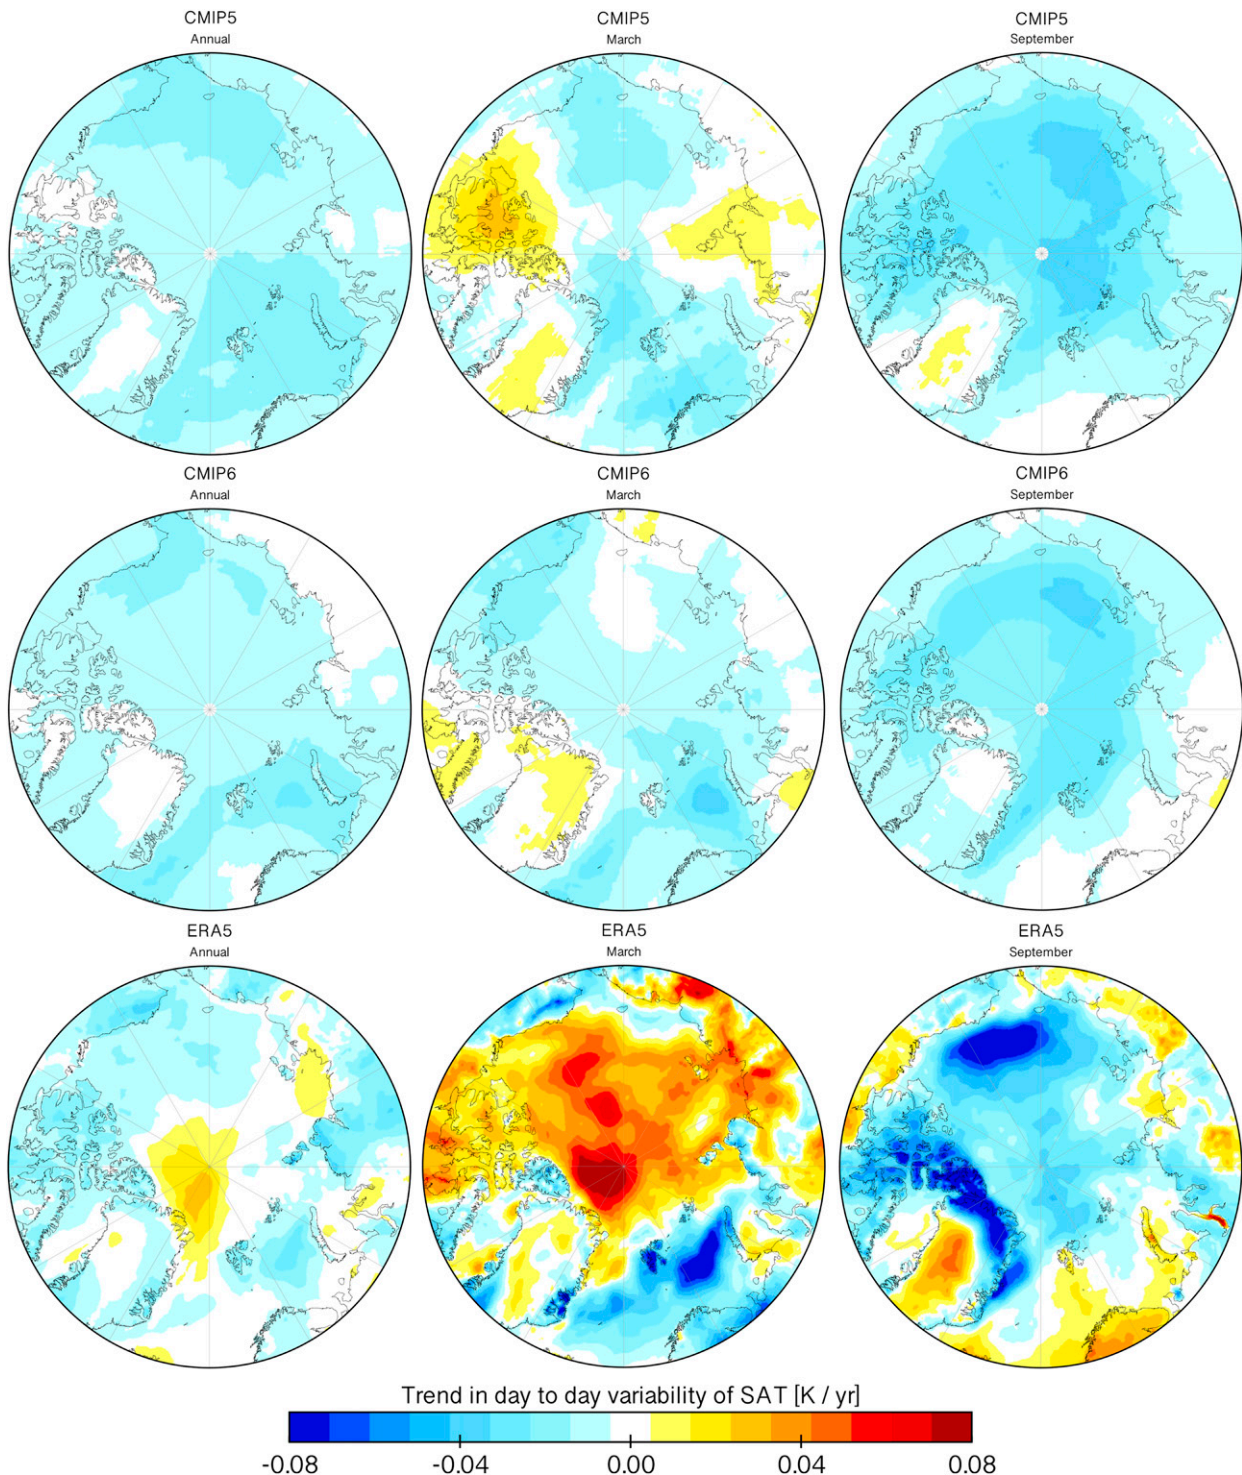 CMIP5
Annual
CMIP5
March
CMIP5
September
CMIP6
Annual
CMIP6
March
CMIP6
September
ERA5
Annual
ERA5
March
ERA5
September
Trend in day to day variability of SAT [K / yr]
-0.08
-0.04
0.00
0.04
0.08